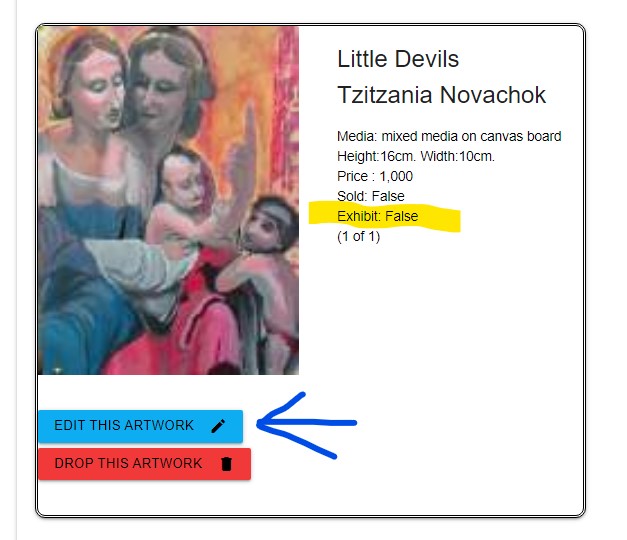 Little Devils
Tzitzania Novachok
Media: mixed media on canvas board
Height:16cm. Width:10cm.
Price : 1,000
Sold: False
Exhibit: False
(1 of 1)
EDIT THIS ARTWORK
DROP THIS ARTWORK